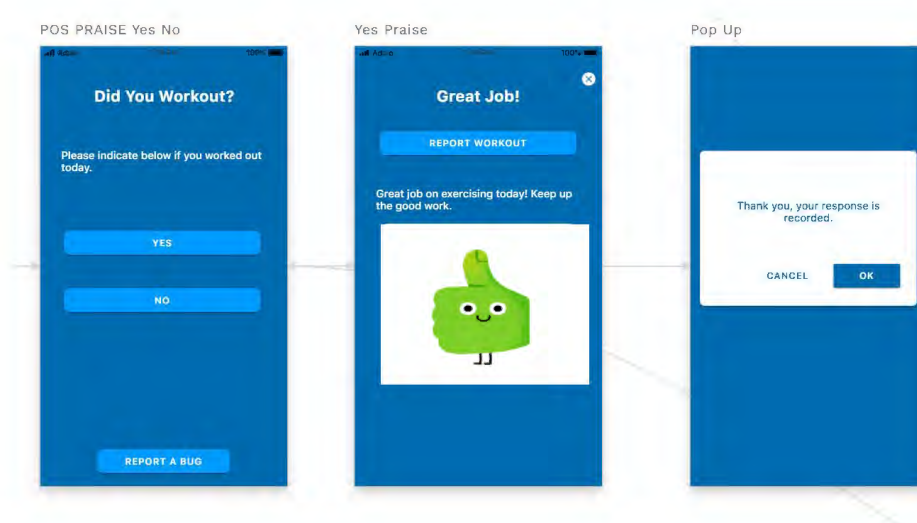 POS PRAISE Yes No
Yes Praise
Pop Up
100%
Did You Workout?
Please indicate below if you worked out
today.
YES
NO
REPORT A BUG
100%
Great Job!
REPORT WORKOUT
Great job on exercising today! Keep up
the good work.
Thank you, your response is
recorded.
CANCEL
OK